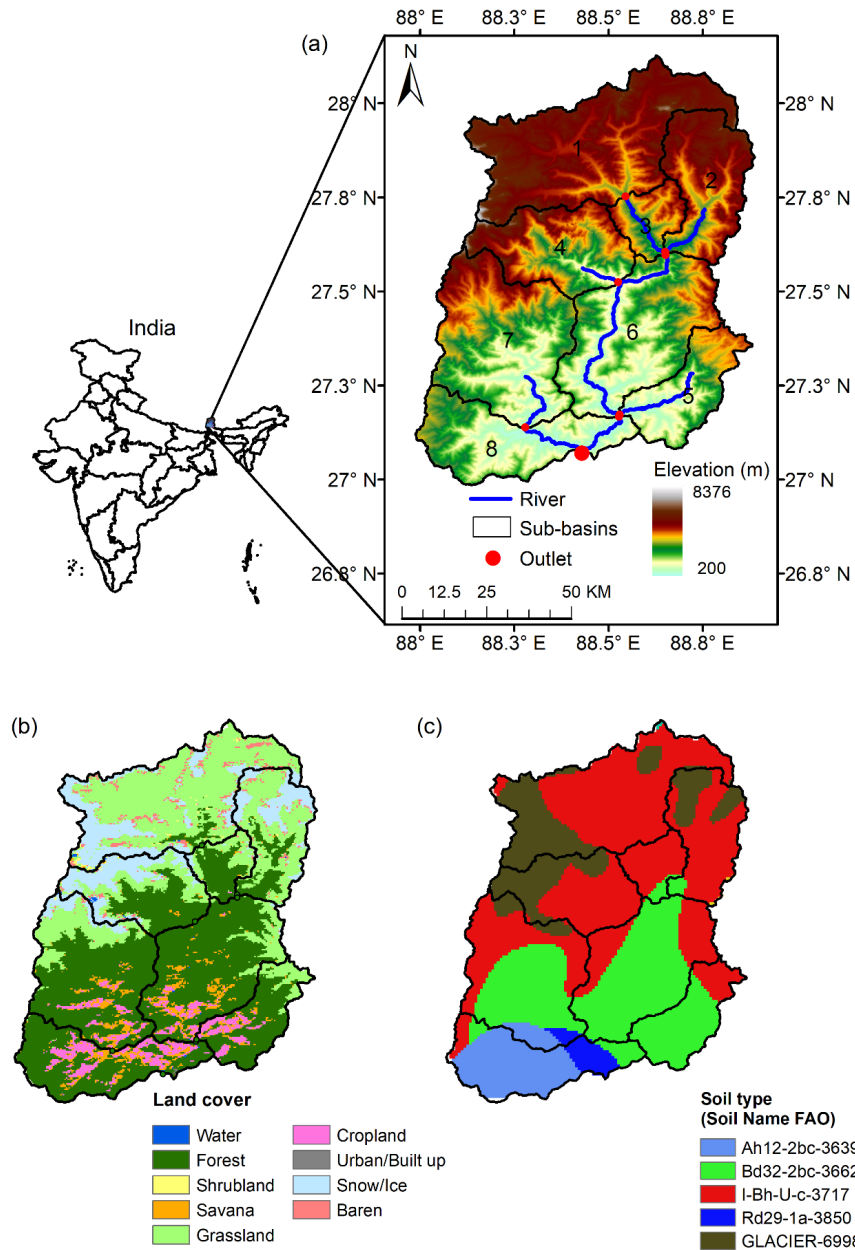 88° E 88.3° E 88.5° E 88.8° E
(a)
N
28° N
28° N
27.8° N
27.8° N
27.5° N
27.5° N
27.3° N
27.3° N
27° N
27° N
26.8° N
26.8° N
1
2
3
4
5
6
7
8
India
River
Sub-basins
Outlet
Elevation (m)
8376
200
0 12.5 25 50 KM
88° E 88.3° E 88.5° E 88.8° E
(b)
(c)
Land cover
Water
Forest
Shrubland
Savana
Grassland
Cropland
Urban/Built up
Snow/Ice
Baren
Soil type
(Soil Name FAO)
Ah12-2bc-3639
Bd32-2bc-3662
I-Bh-U-c-3717
Rd29-1a-3850
GLACIER-6998